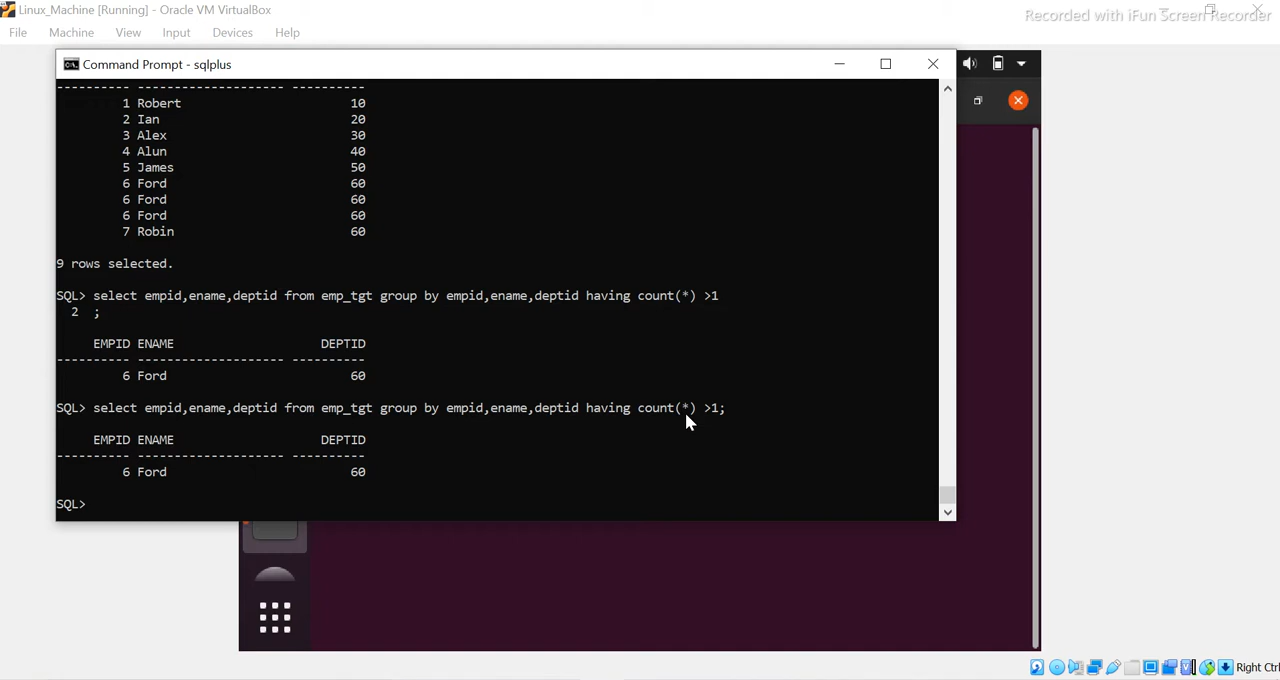 Linux_Machine [Running] - Oracle VM VirtualBox
Recorded with iFun Screen Recorder
File Machine View Input Devices Help
Command Prompt - sqlplus
---------- -------------------- ----------
1 Robert 10
2 Ian 20
3 Alex 30
4 Alun 40
5 James 50
6 Ford 60
6 Ford 60
6 Ford 60
7 Robin 60
9 rows selected.
SQL> select empid,ename,deptid from emp_tgt group by empid,ename,deptid having count(*) >1
2 ;
EMPID ENAME DEPTID
---------- -------------------- ----------
6 Ford 60
SQL> select empid,ename,deptid from emp_tgt group by empid,ename,deptid having count(*) >1;
EMPID ENAME DEPTID
---------- -------------------- ----------
6 Ford 60
SQL>
Right Ctrl